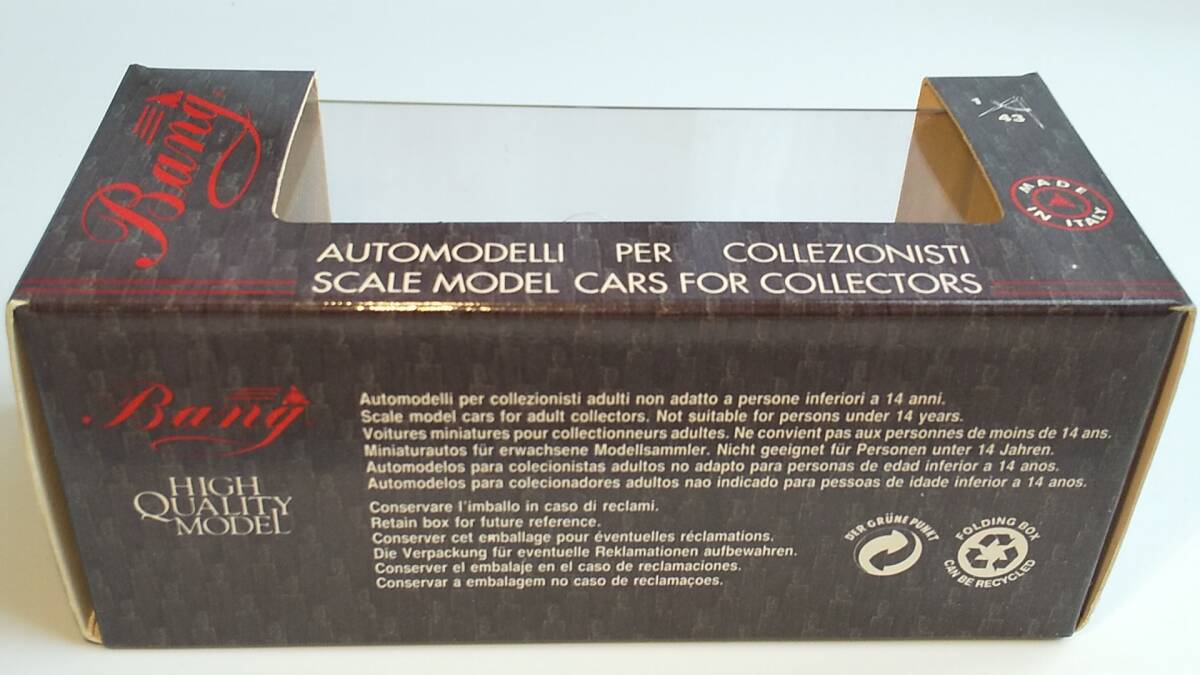 Bang
1
43
MADE
IN ITALY
AUTOMODELLI PER COLLEZIONISTI
SCALE MODEL CARS FOR COLLECTORS
Bang
HIGH
QUALITY
MODEL
Automodelli per collezionisti adulti non adatto a persone inferiori a 14 anni.
Scale model cars for adult collectors. Not suitable for persons under 14 years.
Voitures miniatures pour collectionneurs adultes. Ne convient pas aux personnes de moins de 14 ans.
Miniaturautos für erwachsene Modellsammler. Nicht geeignet für Personen unter 14 Jahren.
Automodelos para colecionistas adultos no adapto para personas de edad inferior a 14 anos.
Automodelos para colecionadores adultos nao indicado para pessoas de idade inferior a 14 anos.
Conservare l'imballo in caso di reclami.
Retain box for future reference.
Conserver cet emballage pour éventuelles réclamations.
Die Verpackung für eventuelle Reklamationen aufbewahren.
Conserver el embalaje en el caso de reclamaciones.
Conservar a embalagem no caso de reclamaçoes.
DER GRÜNE PUNKT
FOLDING BOX
CAN BE RECYCLED